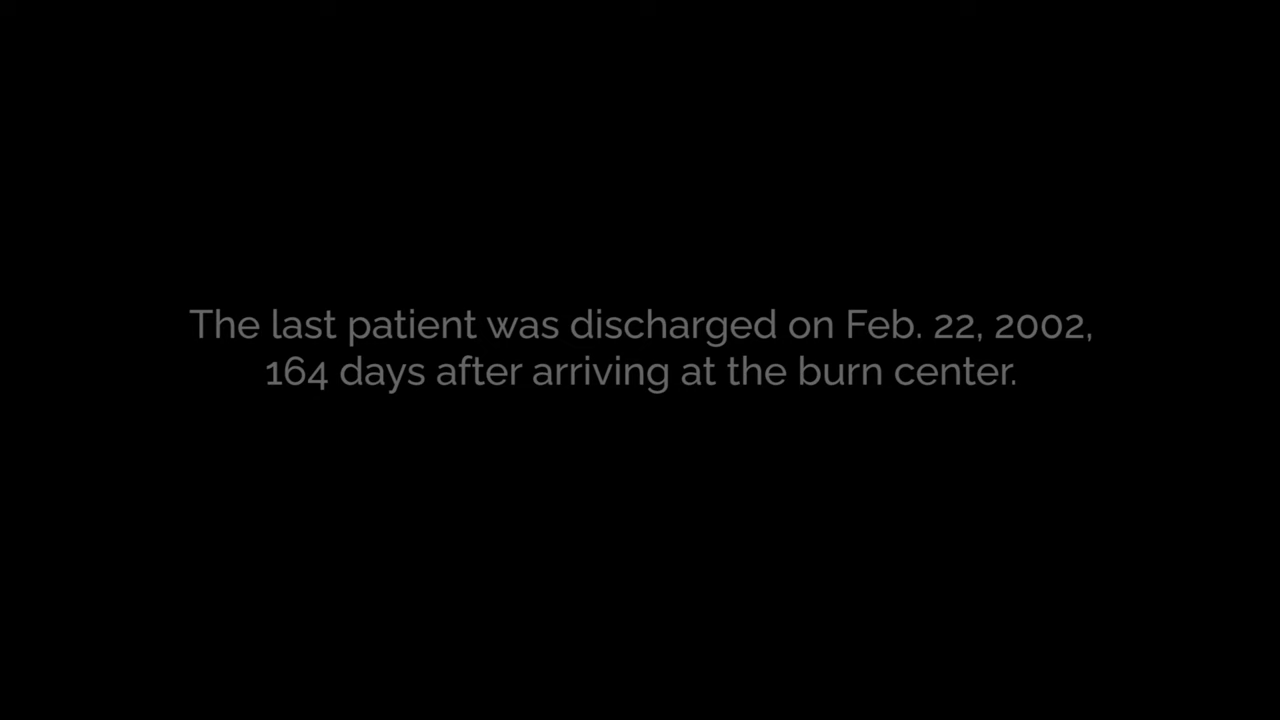 The last patient was discharged on Feb. 22, 2002,
164 days after arriving at the burn center.